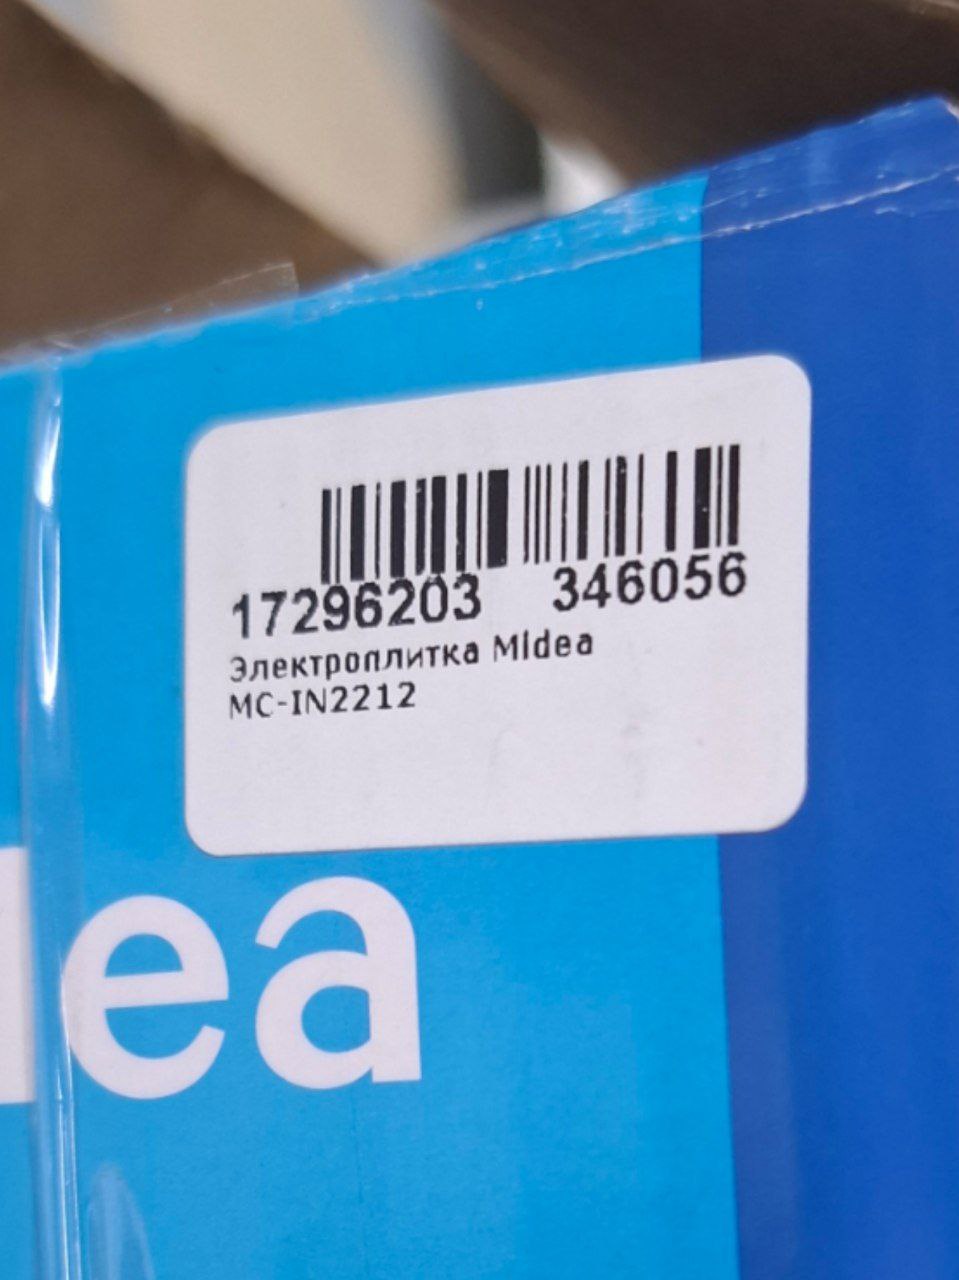 17296203 346056
Электроплитка Midea
MC-IN2212
ea